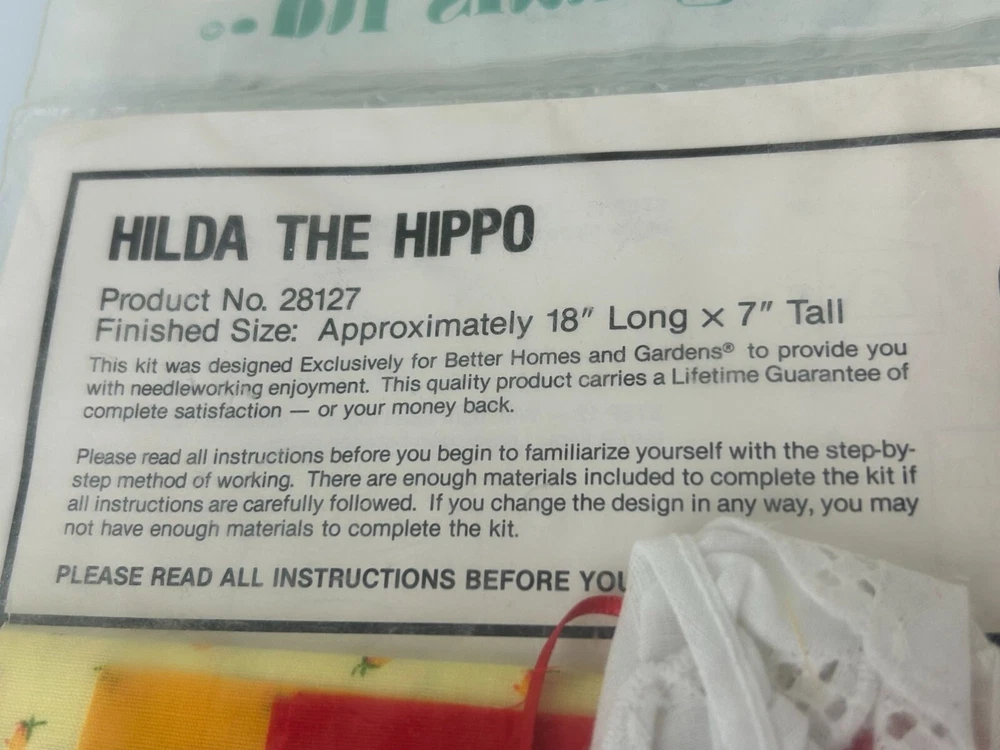 HILDA THE HIPPO
Product No. 28127
Finished Size: Approximately 18″ Long × 7″ Tall
This kit was designed Exclusively for Better Homes and Gardens® to provide you
with needleworking enjoyment. This quality product carries a Lifetime Guarantee of
complete satisfaction — or your money back.
Please read all instructions before you begin to familiarize yourself with the step-by-
step method of working. There are enough materials included to complete the kit if
all instructions are carefully followed. If you change the design in any way, you may
not have enough materials to complete the kit.
PLEASE READ ALL INSTRUCTIONS BEFORE YOU